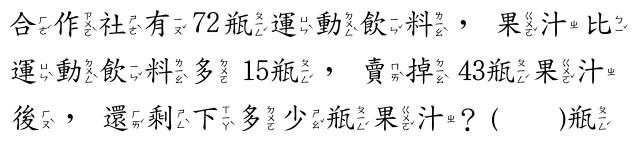 合作社有 72瓶運動飲料， 果汁比
運動飲料多 15瓶， 賣掉 43瓶果汁
後， 還剩下多少瓶果汁？(　　)瓶